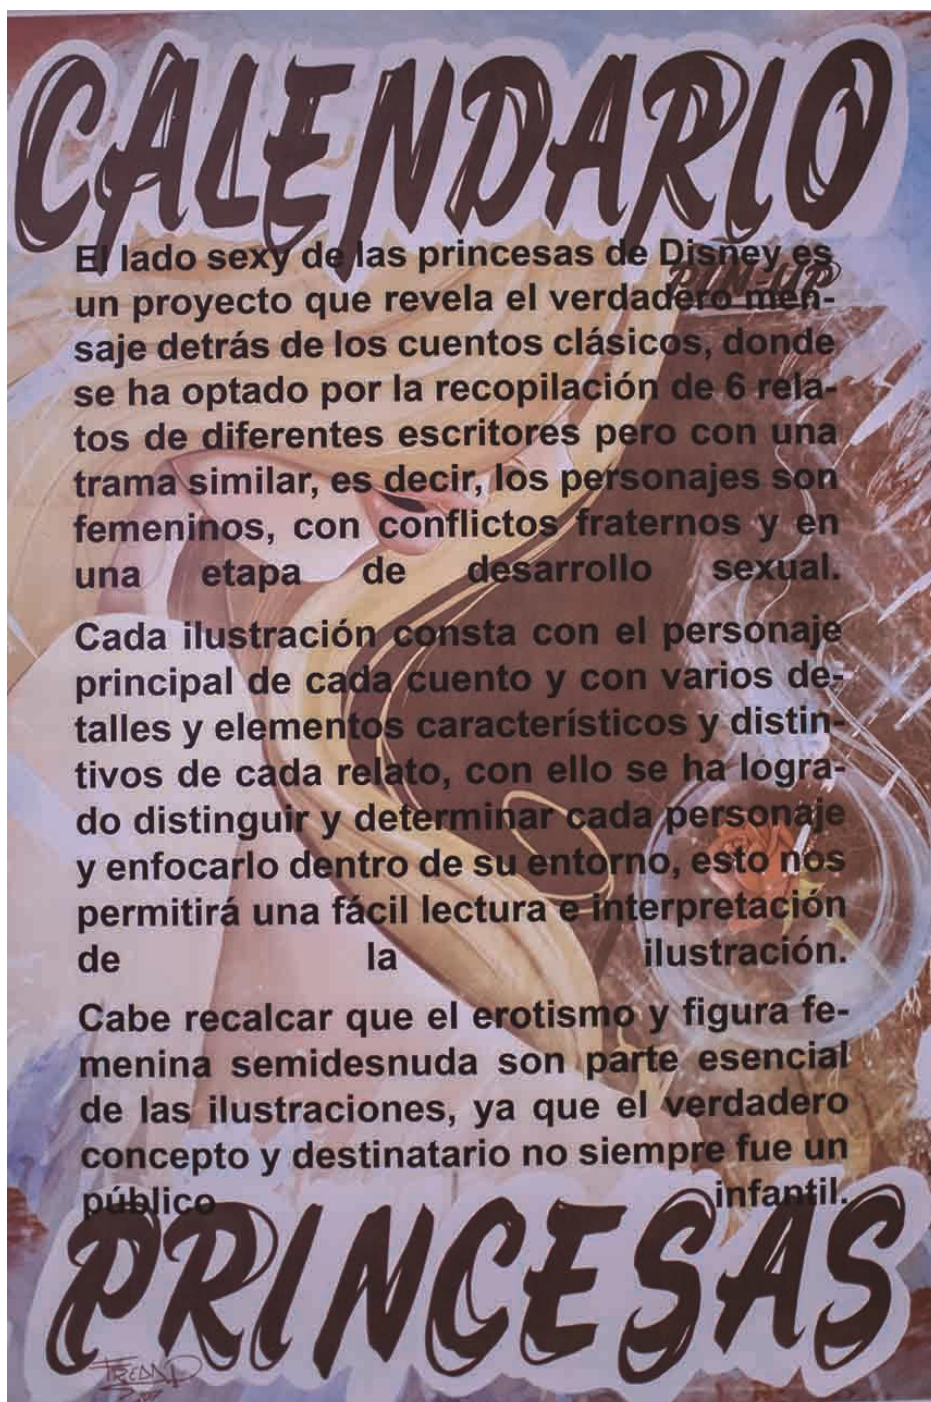 CALENDARIO
El lado sexy de las princesas de Disney es
PIN-UP
un proyecto que revela el verdadero men-
saje detrás de los cuentos clásicos, donde
se ha optado por la recopilación de 6 rela-
tos de diferentes escritores pero con una
trama similar, es decir, los personajes son
femeninos, con conflictos fraternos y en
una etapa de desarrollo sexual.
Cada ilustración consta con el personaje
principal de cada cuento y con varios de-
talles y elementos característicos y distin-
tivos de cada relato, con ello se ha logra-
do distinguir y determinar cada personaje
y enfocarlo dentro de su entorno, esto nos
permitirá una fácil lectura e interpretación
de la ilustración.
Cabe recalcar que el erotismo y figura fe-
menina semidesnuda son parte esencial
de las ilustraciones, ya que el verdadero
concepto y destinatario no siempre fue un
público infantil.
PRINCESAS